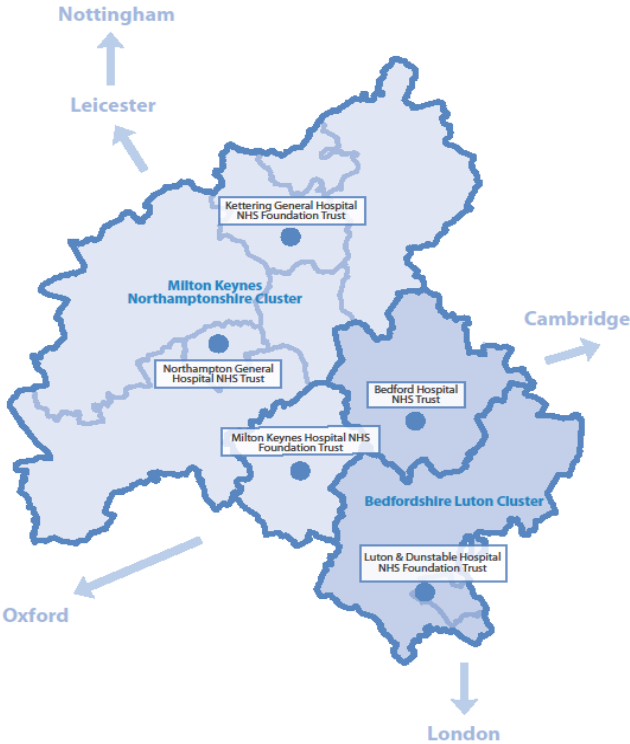 Nottingham
Leicester
Kettering General Hospital
NHS Foundation Trust
Milton Keynes
Northamptonshire Cluster
Cambridge
Northampton General
Hospital NHS Trust
Bedford Hospital
NHS Trust
Milton Keynes Hospital NHS
Foundation Trust
Bedfordshire Luton Cluster
Luton & Dunstable Hospital
NHS Foundation Trust
Oxford
London